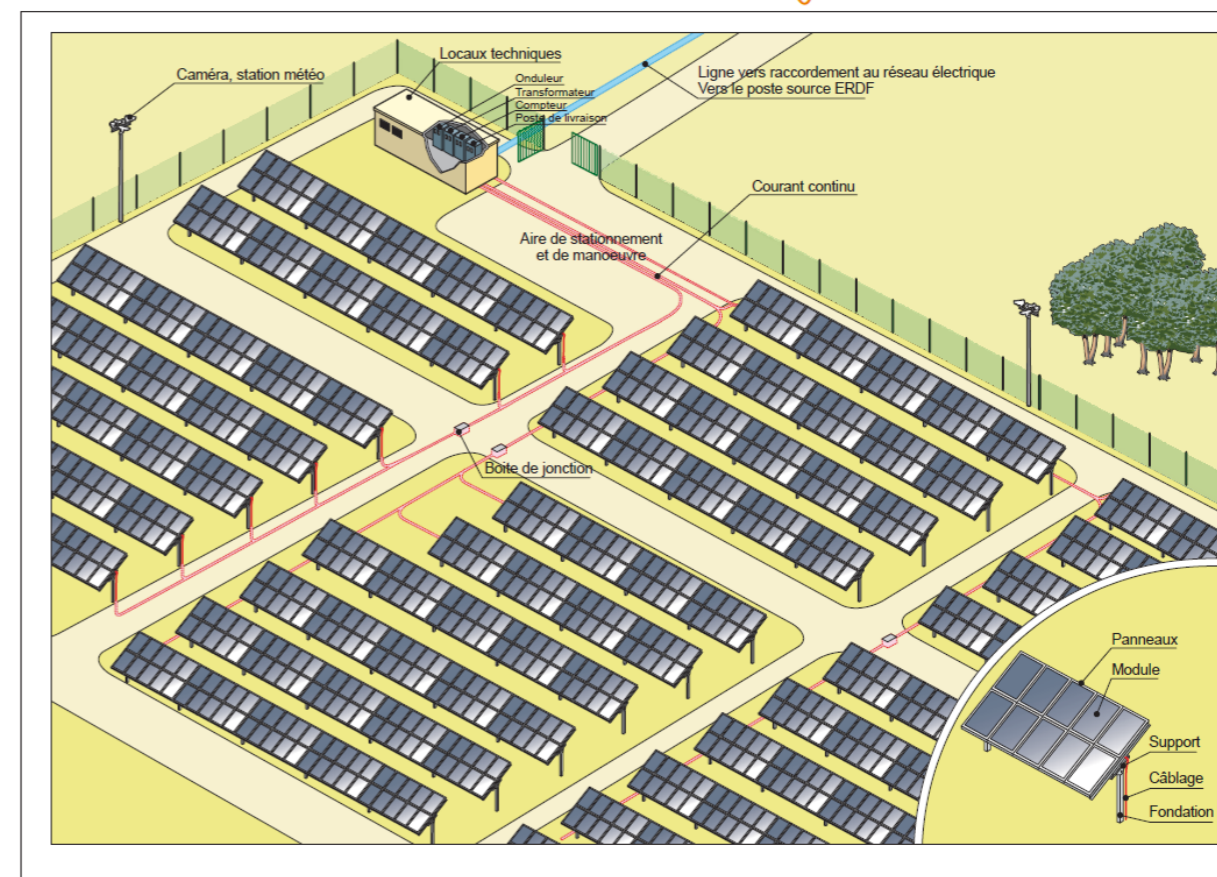 Caméra, station météo
Locaux techniques
Onduleur
Transformateur
Compteur
Poste de livraison
Ligne vers raccordement au réseau électrique
Vers le poste source ERDF
Courant continu
Aire de stationnement
et de manoeuvre
Boite de jonction
Panneaux
Module
Support
Câblage
Fondation